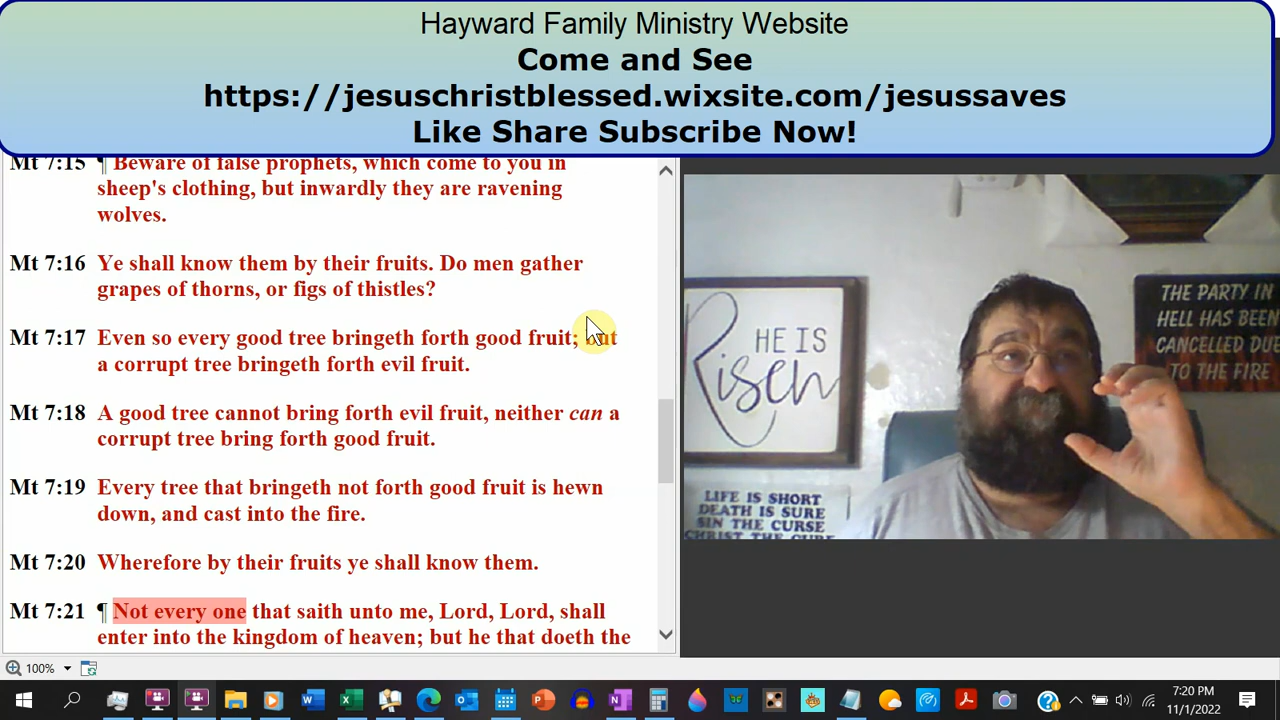 Hayward Family Ministry Website
Come and See
https://jesuschristblessed.wixsite.com/jesussaves
Like Share Subscribe Now!
Mt 7:15 ¶ Beware of false prophets, which come to you in
sheep's clothing, but inwardly they are ravening
wolves.
Mt 7:16 Ye shall know them by their fruits. Do men gather
grapes of thorns, or figs of thistles?
Mt 7:17 Even so every good tree bringeth forth good fruit; but
a corrupt tree bringeth forth evil fruit.
Mt 7:18 A good tree cannot bring forth evil fruit, neither can a
corrupt tree bring forth good fruit.
Mt 7:19 Every tree that bringeth not forth good fruit is hewn
down, and cast into the fire.
Mt 7:20 Wherefore by their fruits ye shall know them.
Mt 7:21 ¶ Not every one that saith unto me, Lord, Lord, shall
enter into the kingdom of heaven; but he that doeth the
HE IS
Risen
THE PARTY IN
HELL HAS BEEN
CANCELLED DUE
TO THE FIRE
LIFE IS SHORT
DEATH IS SURE
SIN THE CURSE
CHRIST THE CURE
100%
7:20 PM
11/1/2022